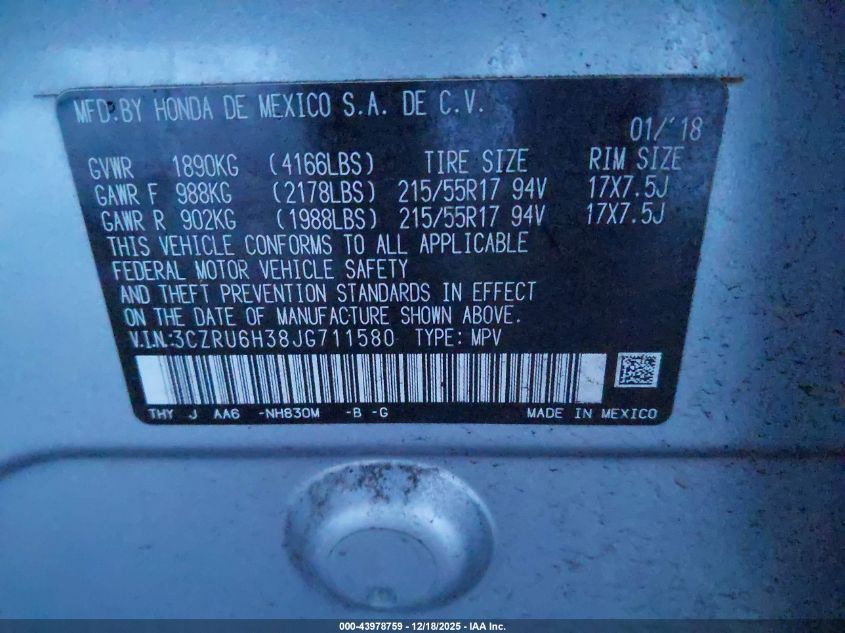 MFD.BY HONDA DE MEXICO S.A. DE C.V.
01/'18
GVWR 1890KG (4166LBS) TIRE SIZE RIM SIZE
GAWR F 988KG (2178LBS) 215/55R17 94V 17X7.5J
GAWR R 902KG (1988LBS) 215/55R17 94V 17X7.5J
THIS VEHICLE CONFORMS TO ALL APPLICABLE
FEDERAL MOTOR VEHICLE SAFETY
AND THEFT PREVENTION STANDARDS IN EFFECT
ON THE DATE OF MANUFACTURE SHOWN ABOVE.
V.I.N:3CZRU6H38JG711580 TYPE: MPV
THY J AA6 -NH830M -B -G MADE IN MEXICO
000-43978759 - 12/18/2025 - IAA Inc.